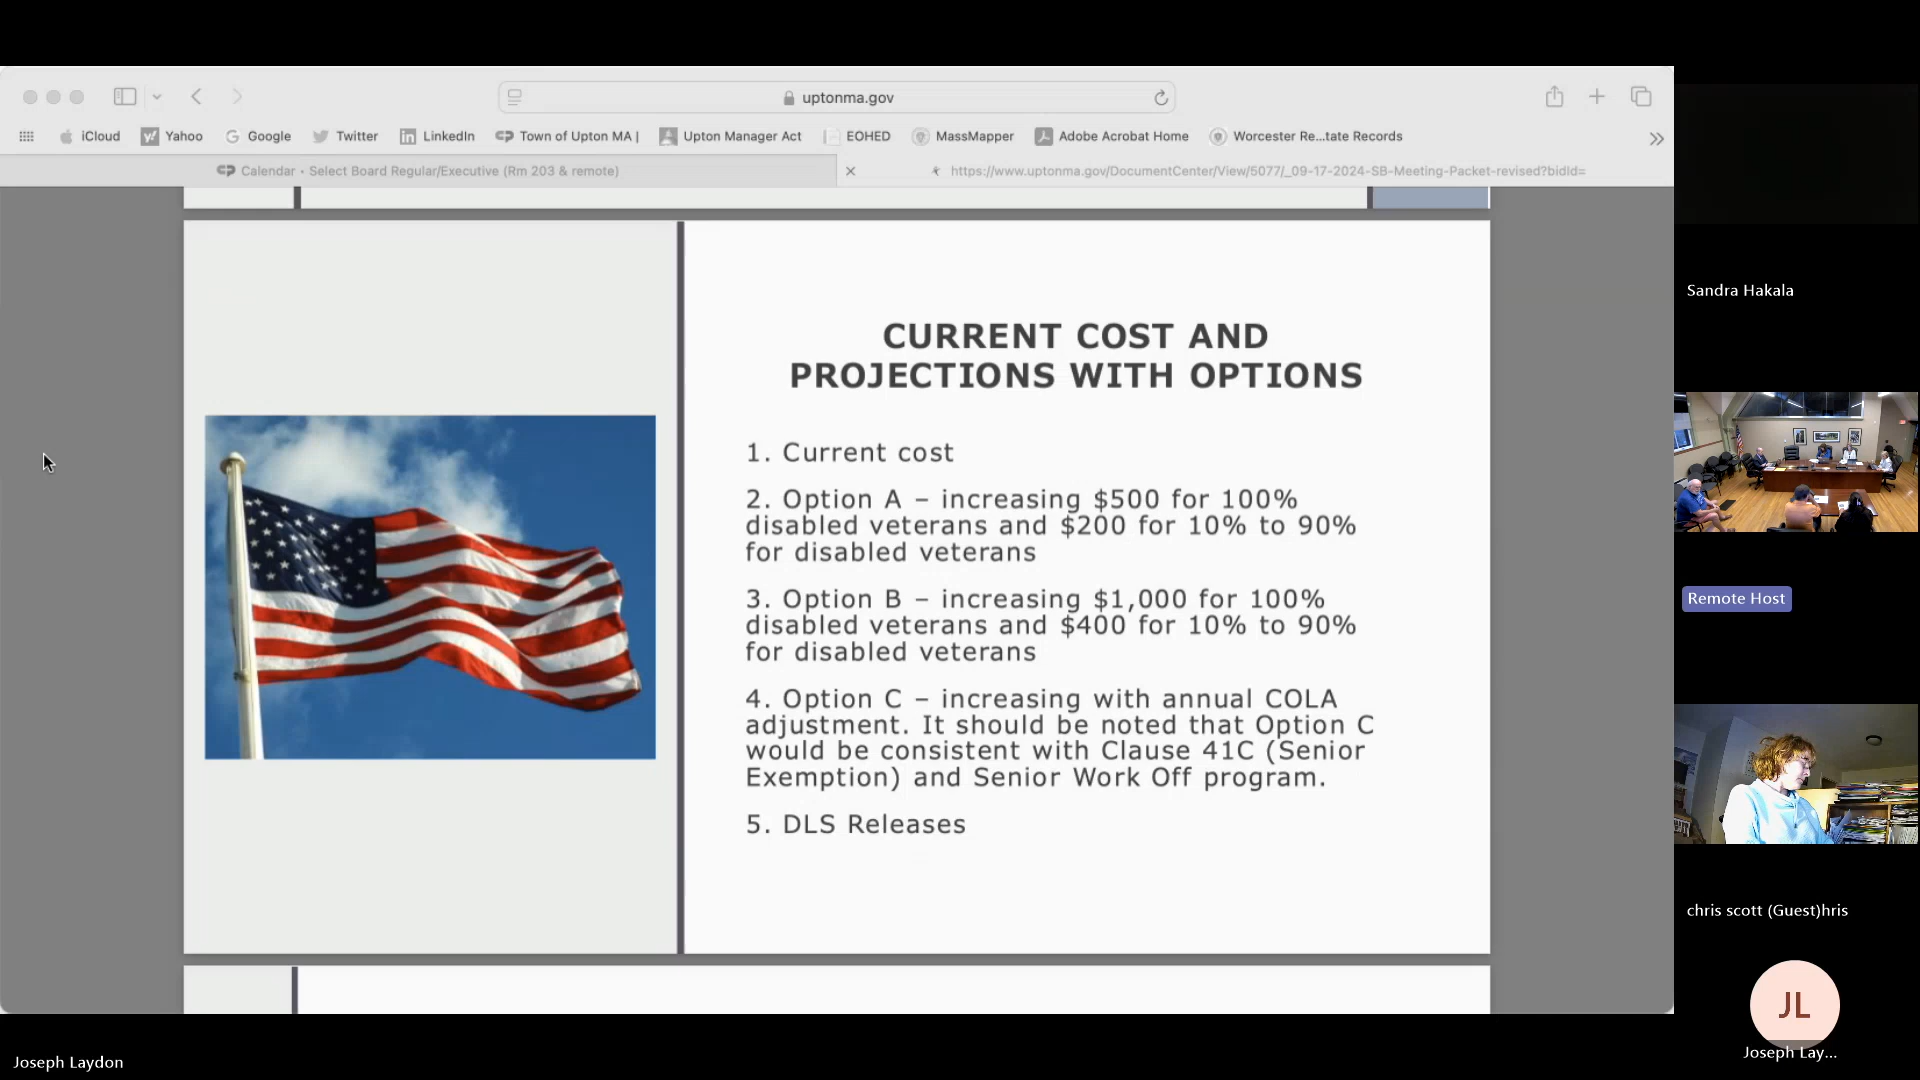 uptonma.gov
iCloud
Yahoo
Google
Twitter
LinkedIn
Town of Upton MA |
Upton Manager Act
EOHED
MassMapper
Adobe Acrobat Home
Worcester Re...tate Records
Calendar • Select Board Regular/Executive (Rm 203 & remote)
https://www.uptonma.gov/DocumentCenter/View/5077/_09-17-2024-SB-Meeting-Packet-revised?bidId=
CURRENT COST AND
PROJECTIONS WITH OPTIONS
1. Current cost
2. Option A – increasing $500 for 100%
disabled veterans and $200 for 10% to 90%
for disabled veterans
3. Option B – increasing $1,000 for 100%
disabled veterans and $400 for 10% to 90%
for disabled veterans
4. Option C – increasing with annual COLA
adjustment. It should be noted that Option C
would be consistent with Clause 41C (Senior
Exemption) and Senior Work Off program.
5. DLS Releases
Sandra Hakala
Remote Host
chris scott (Guest)hris
JL
Joseph Lay...
Joseph Laydon